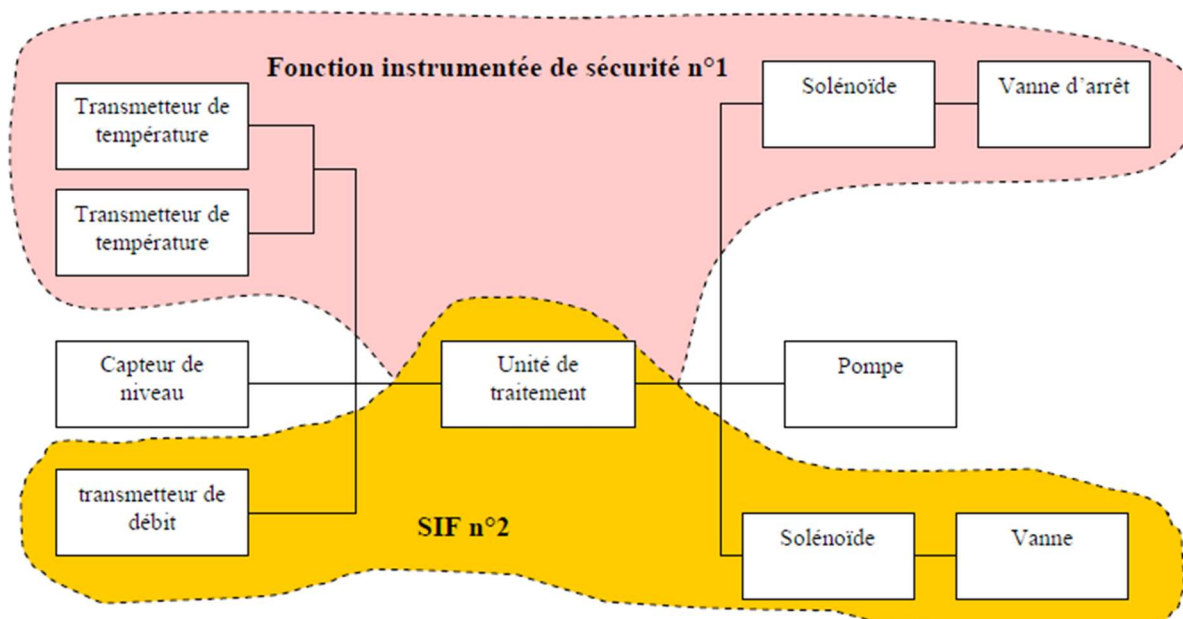 Fonction instrumentée de sécurité n°1
Solénoïde
Vanne d'arrêt
Transmetteur de
température
Transmetteur de
température
Capteur de
niveau
Unité de
traitement
Pompe
transmetteur de
débit
SIF n°2
Solénoïde
Vanne